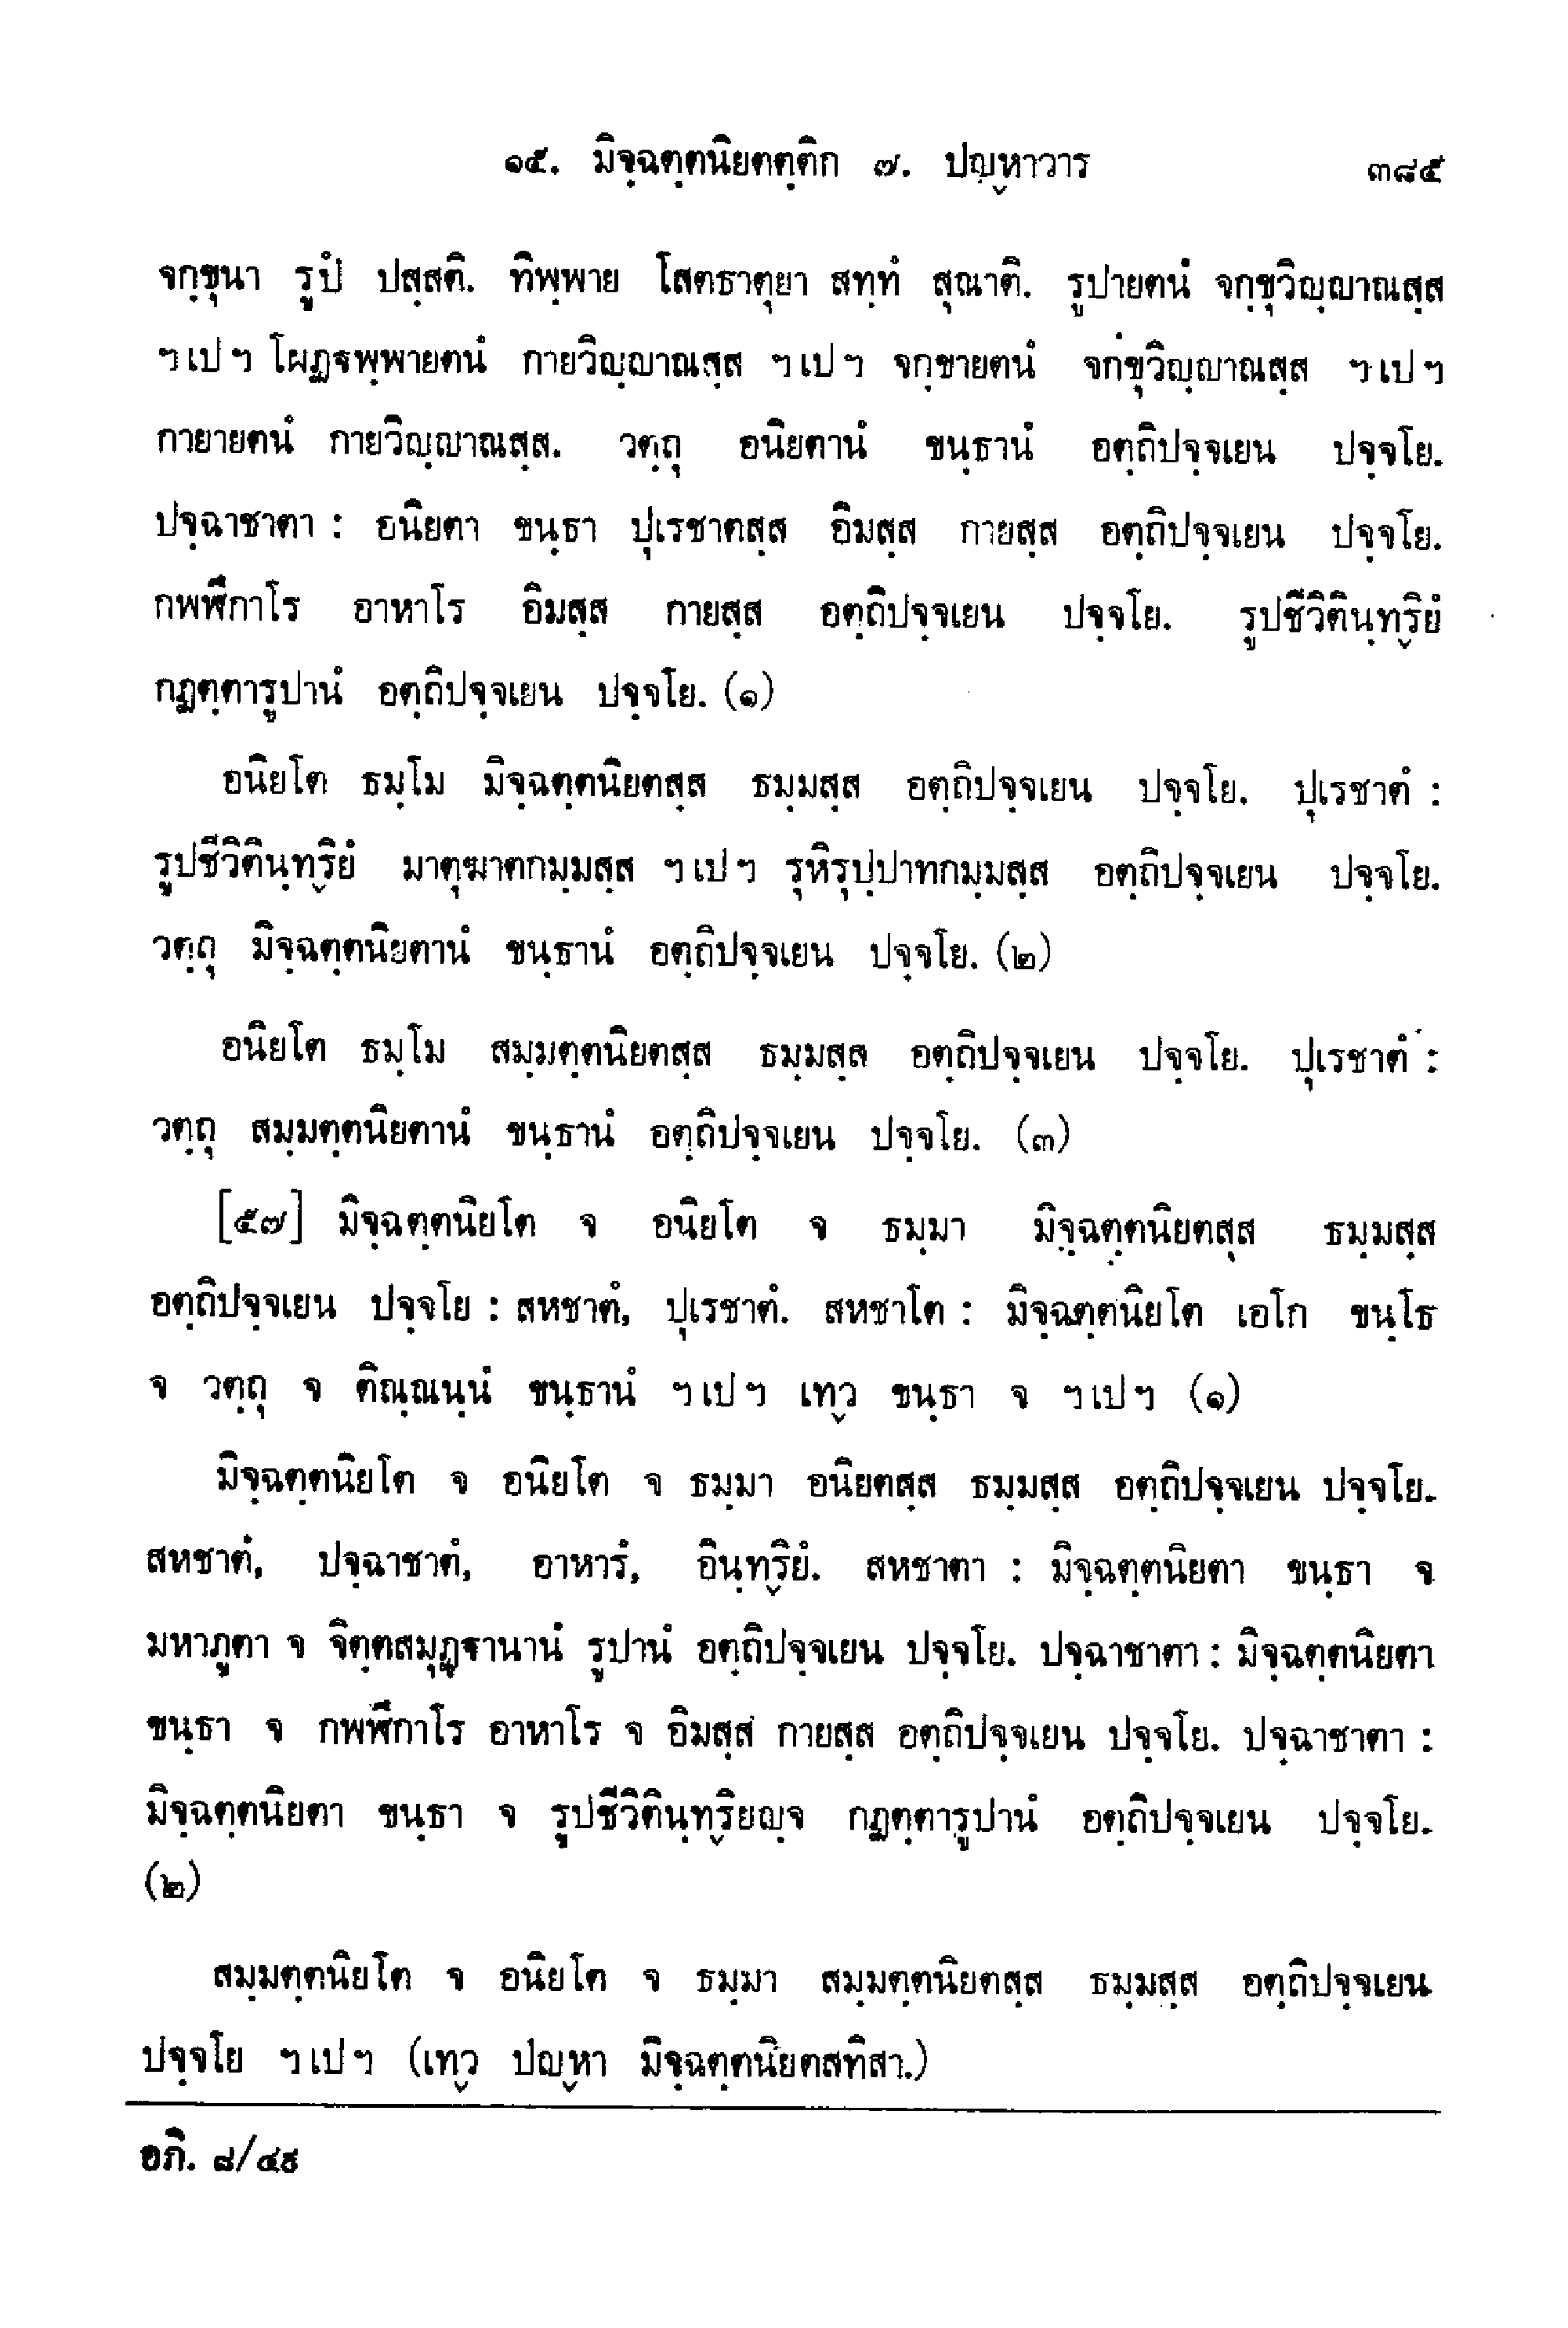 ๑๕. มิจฺฉตฺตนิยตตฺติก ๗. ปญฺหาวาร ๓๘๕
จกฺขุนา รูปํ ปสฺสติ. ทิพฺพาย โสตธาตุยา สทฺทํ สุณาติ. รูปายตนํ จกฺขุวิญฺญาณสฺส
ฯ เป ฯ โผฏฺฐพฺพายตนํ กายวิญฺญาณสฺส ฯ เป ฯ จกฺขายตนํ จกฺขุวิญฺญาณสฺส ฯ เป ฯ
กายายตนํ กายวิญฺญาณสฺส. วตฺถุ อนิยตานํ ขนฺธานํ อตฺถิปจฺจเยน ปจฺจโย.
ปจฺฉาชาตา : อนิยตา ขนฺธา ปุเรชาตสฺส อิมสฺส กายสฺส อตฺถิปจฺจเยน ปจฺจโย.
กพฬีกาโร อาหาโร อิมสฺส กายสฺส อตฺถิปจฺจเยน ปจฺจโย. รูปชีวิตินฺทฺริยํ
กฏตฺตารูปานํ อตฺถิปจฺจเยน ปจฺจโย. (๑)
อนิยโต ธมฺโม มิจฺฉตฺตนิยตสฺส ธมฺมสฺส อตฺถิปจฺจเยน ปจฺจโย. ปุเรชาตํ :
รูปชีวิตินฺทฺริยํ มาตุฆาตกมฺมสฺส ฯ เป ฯ รุหิรุปฺปาทกมฺมสฺส อตฺถิปจฺจเยน ปจฺจโย.
วตฺถุ มิจฺฉตฺตนิยตานํ ขนฺธานํ อตฺถิปจฺจเยน ปจฺจโย. (๒)
อนิยโต ธมฺโม สมฺมตฺตนิยตสฺส ธมฺมสฺส อตฺถิปจฺจเยน ปจฺจโย. ปุเรชาตํ :
วตฺถุ สมฺมตฺตนิยตานํ ขนฺธานํ อตฺถิปจฺจเยน ปจฺจโย. (๓)
[๕๗] มิจฺฉตฺตนิยโต จ อนิยโต จ ธมฺมา มิจฺฉตฺตนิยตสฺส ธมฺมสฺส
อตฺถิปจฺจเยน ปจฺจโย : สหชาตํ, ปุเรชาตํ. สหชาโต : มิจฺฉตฺตนิยโต เอโก ขนฺโธ
จ วตฺถุ จ ติณฺณนฺนํ ขนฺธานํ ฯ เป ฯ เทฺว ขนฺธา จ ฯ เป ฯ (๑)
มิจฺฉตฺตนิยโต จ อนิยโต จ ธมฺมา อนิยตสฺส ธมฺมสฺส อตฺถิปจฺจเยน ปจฺจโย.
สหชาตํ, ปจฺฉาชาตํ, อาหารํ, อินฺทฺริยํ. สหชาตา : มิจฺฉตฺตนิยตา ขนฺธา จ
มหาภูตา จ จิตฺตสมุฏฺฐานานํ รูปานํ อตฺถิปจฺจเยน ปจฺจโย. ปจฺฉาชาตา : มิจฺฉตฺตนิยตา
ขนฺธา จ กพฬีกาโร อาหาโร จ อิมสฺส กายสฺส อตฺถิปจฺจเยน ปจฺจโย. ปจฺฉาชาตา :
มิจฺฉตฺตนิยตา ขนฺธา จ รูปชีวิตินฺทฺริยญฺจ กฏตฺตารูปานํ อตฺถิปจฺจเยน ปจฺจโย.
(๒)
สมฺมตฺตนิยโต จ อนิยโต จ ธมฺมา สมฺมตฺตนิยตสฺส ธมฺมสฺส อตฺถิปจฺจเยน
ปจฺจโย ฯ เป ฯ (เทฺว ปญฺหา มิจฺฉตฺตนิยตสทิสา.)
อภิ. ๘/๔๙